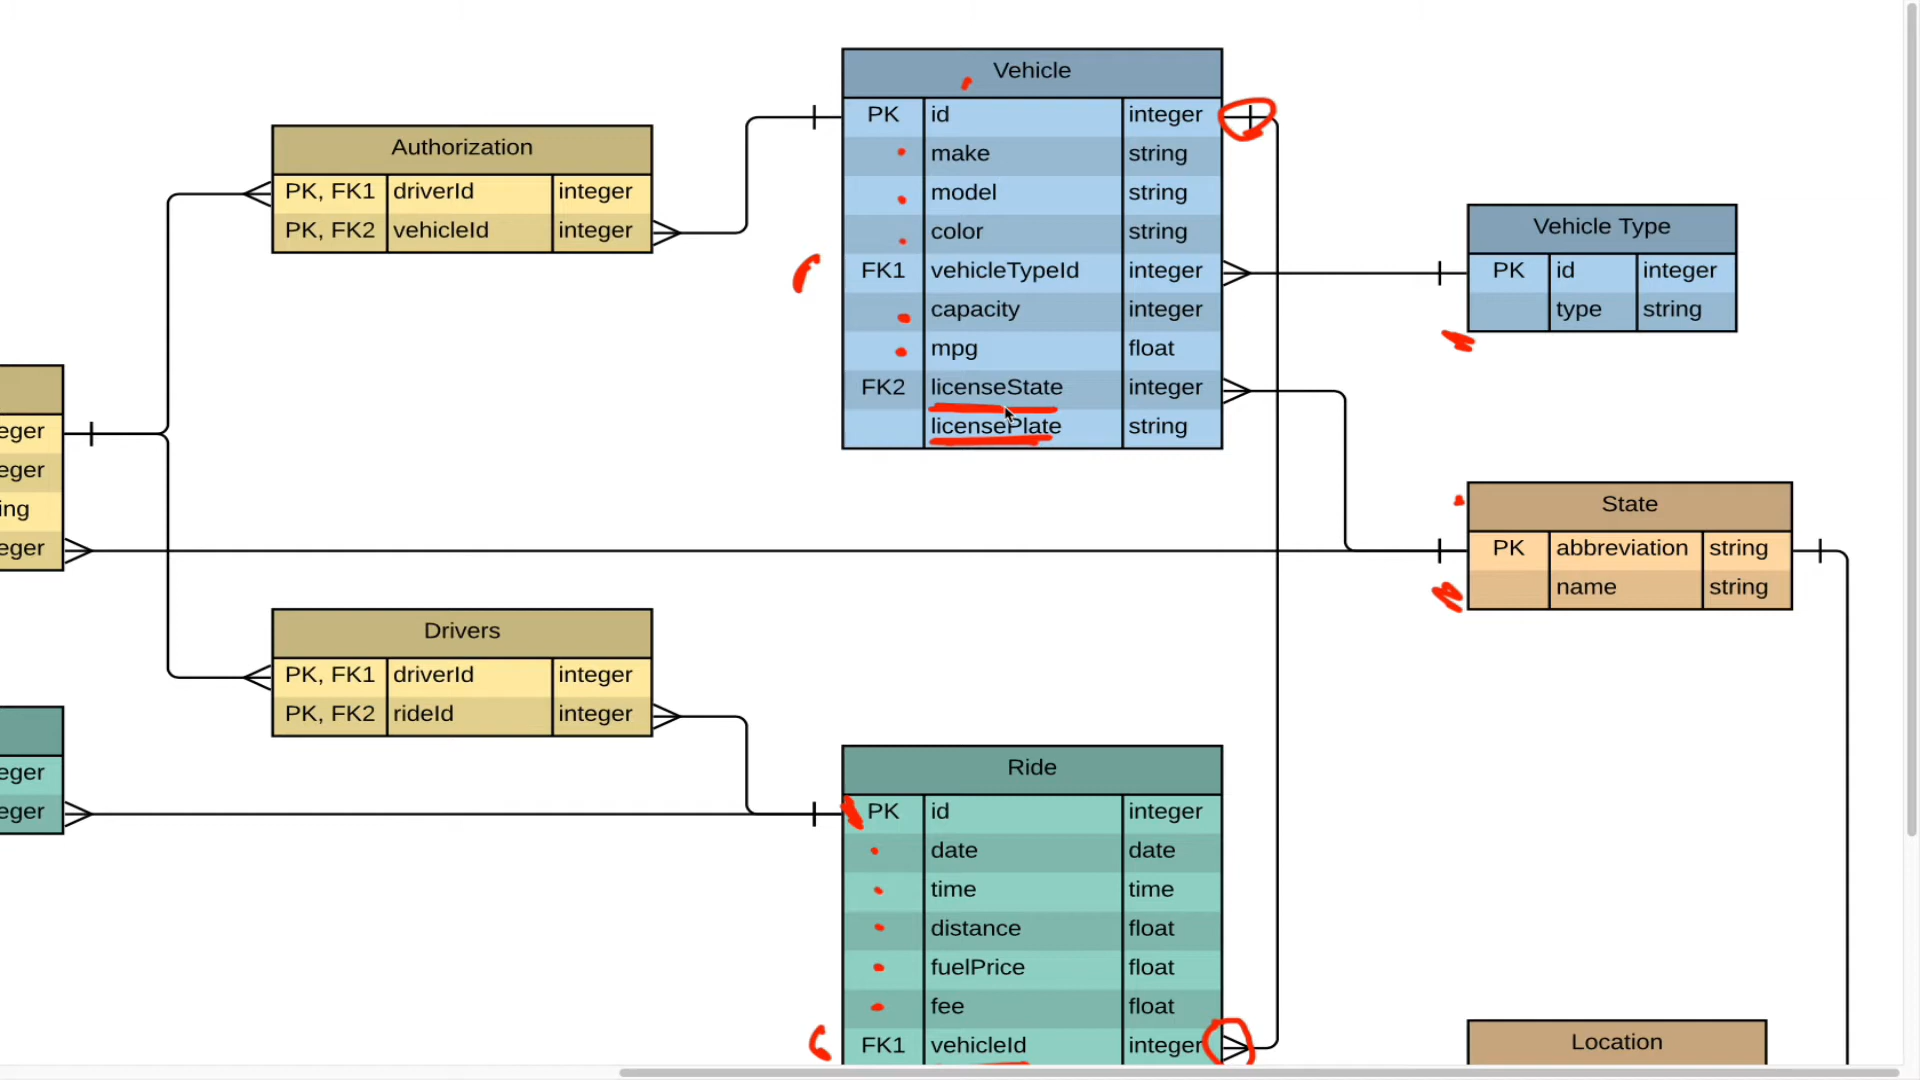 Vehicle
PK id integer
make string
model string
color string
FK1 vehicleTypeId integer
capacity integer
mpg float
FK2 licenseState integer
licensePlate string
Authorization
PK, FK1 driverId integer
PK, FK2 vehicleId integer
Vehicle Type
PK id integer
type string
eger
eger
ing
eger
State
PK abbreviation string
name string
Drivers
PK, FK1 driverId integer
PK, FK2 rideId integer
eger
eger
Ride
PK id integer
date date
time time
distance float
fuelPrice float
fee float
FK1 vehicleId integer
Location